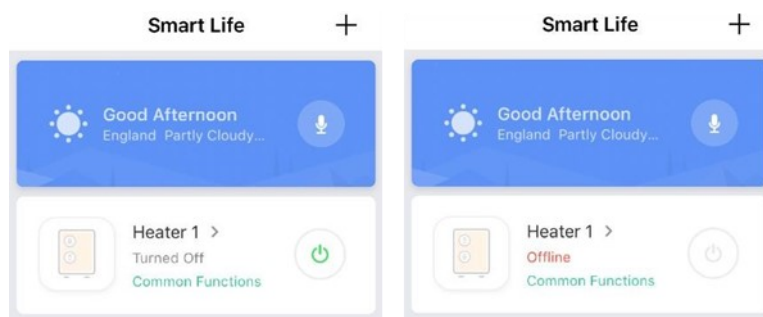 Smart Life +
Good Afternoon
England Partly Cloudy...
Heater 1 >
Turned Off
Common Functions
Smart Life +
Good Afternoon
England Partly Cloudy...
Heater 1 >
Offline
Common Functions